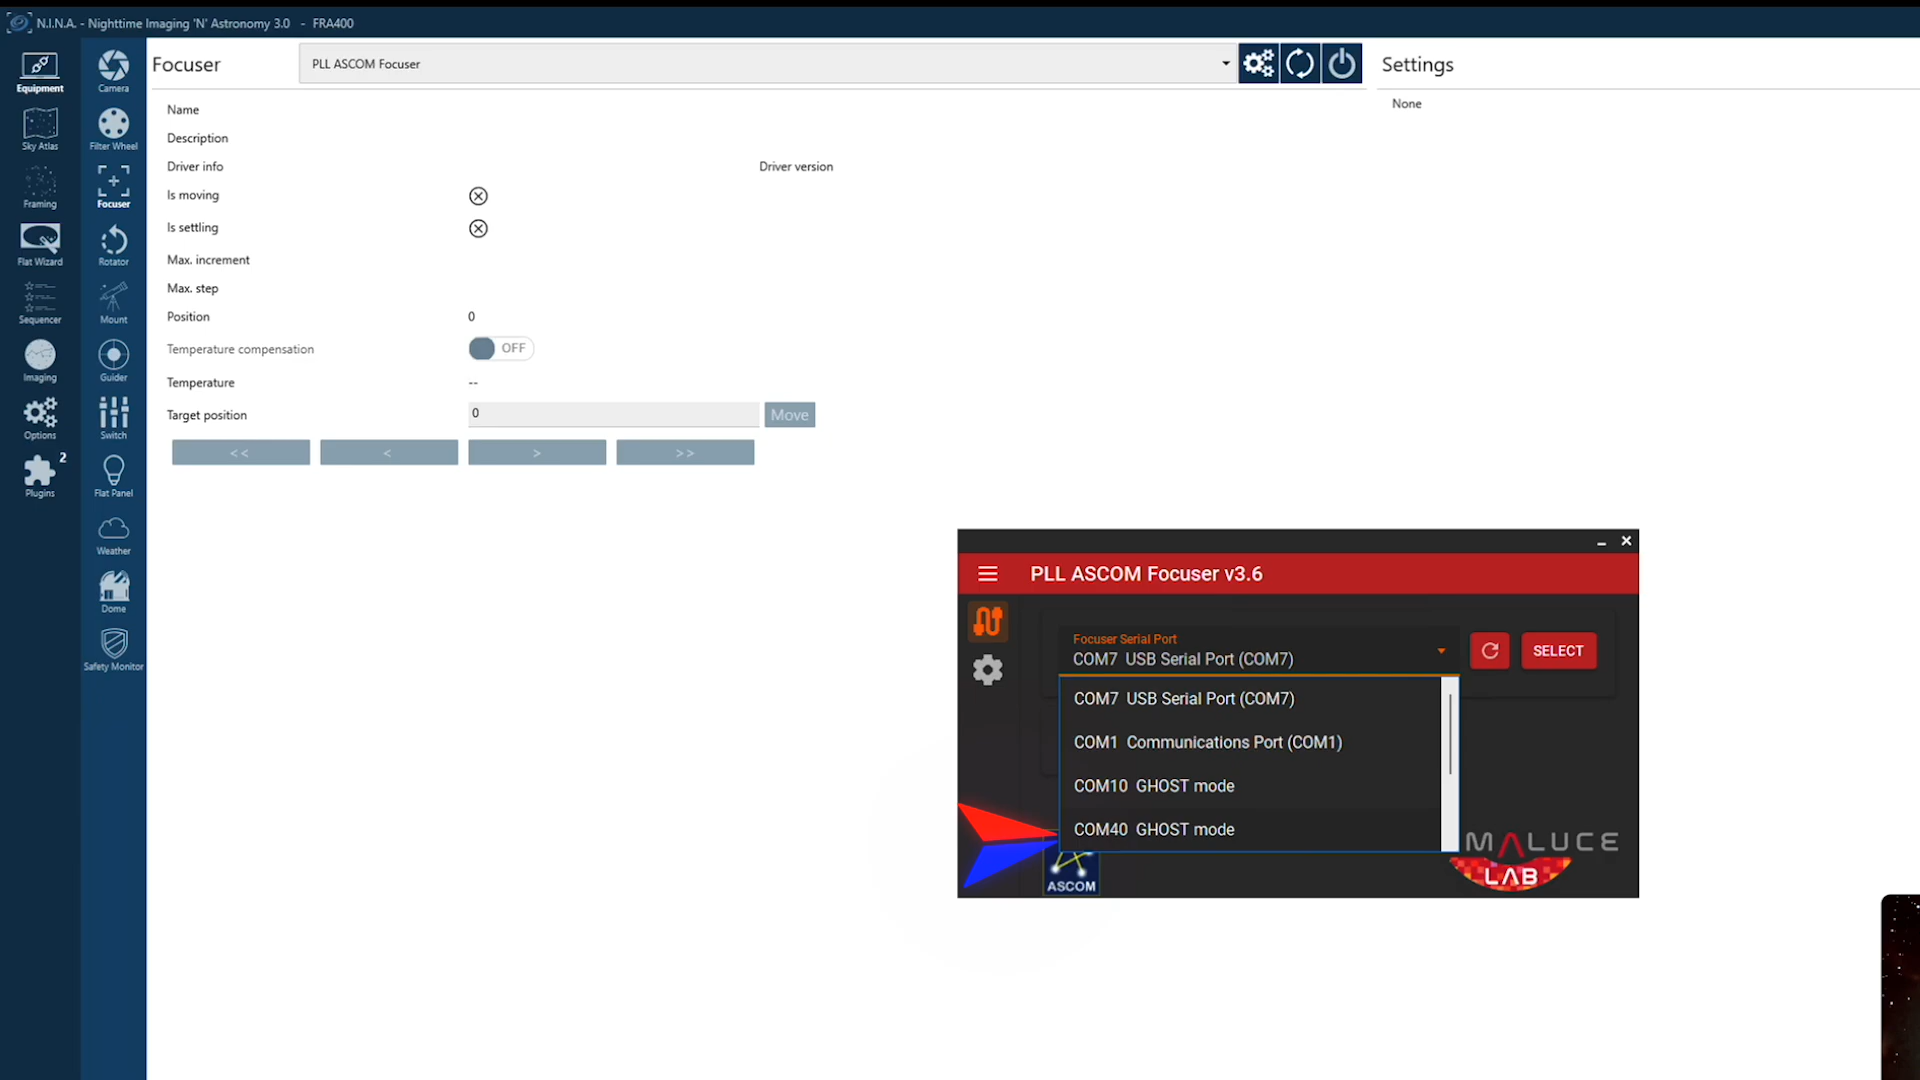 N.I.N.A. - Nighttime Imaging 'N' Astronomy 3.0 - FRA400
Equipment
Sky Atlas
Framing
Flat Wizard
Sequencer
Imaging
Options
2
Plugins
Camera
Filter Wheel
Focuser
Rotator
Mount
Guider
Switch
Flat Panel
Weather
Dome
Safety Monitor
Focuser
PLL ASCOM Focuser
Settings
None
Name
Description
Driver info
Driver version
Is moving
Is settling
Max. increment
Max. step
Position 0
Temperature compensation OFF
Temperature --
Target position 0 Move
<< < > >>
PLL ASCOM Focuser v3.6
Focuser Serial Port
COM7 USB Serial Port (COM7)
SELECT
COM7 USB Serial Port (COM7)
COM1 Communications Port (COM1)
COM10 GHOST mode
COM40 GHOST mode
ASCOM
MALUCE
LAB